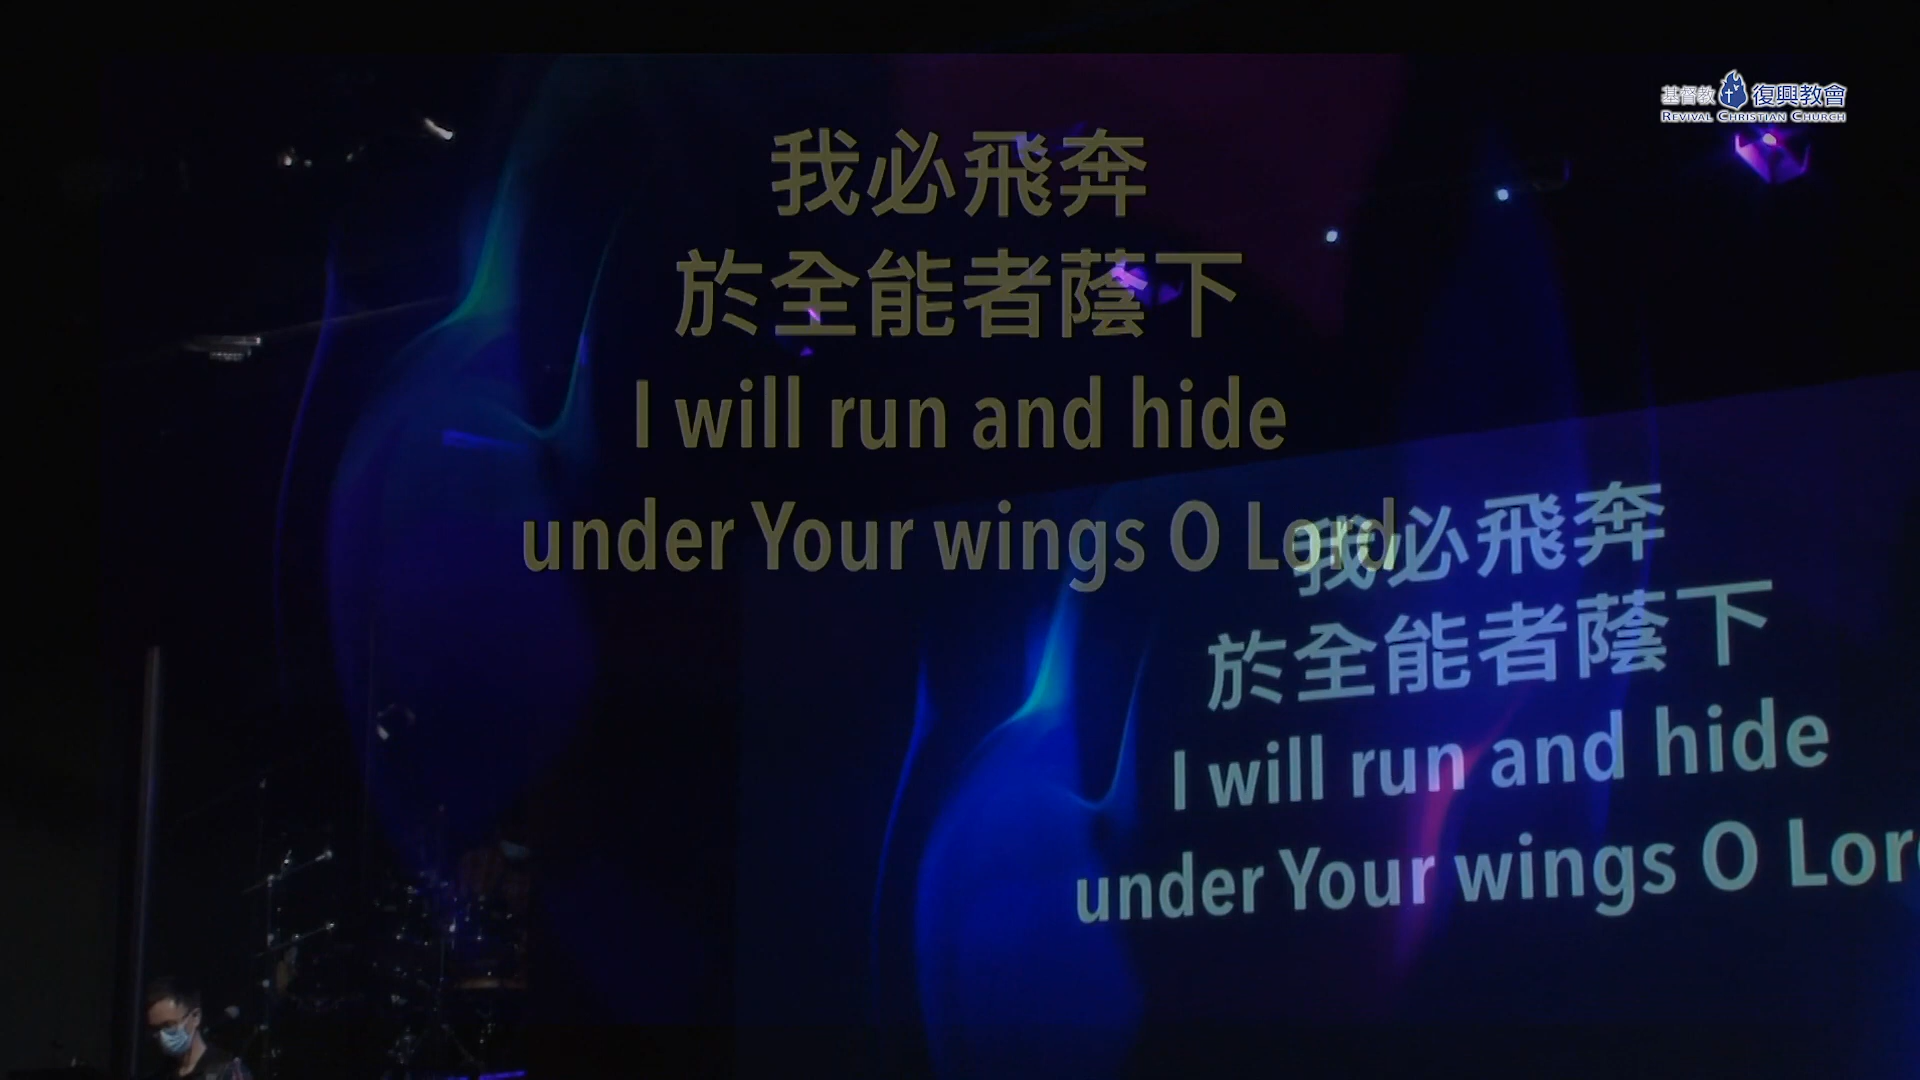 基督教 復興教會
REVIVAL CHRISTIAN CHURCH
我必飛奔
於全能者蔭下
I will run and hide
under Your wings O Lord
我必飛奔
於全能者蔭下
I will run and hide
under Your wings O Lor